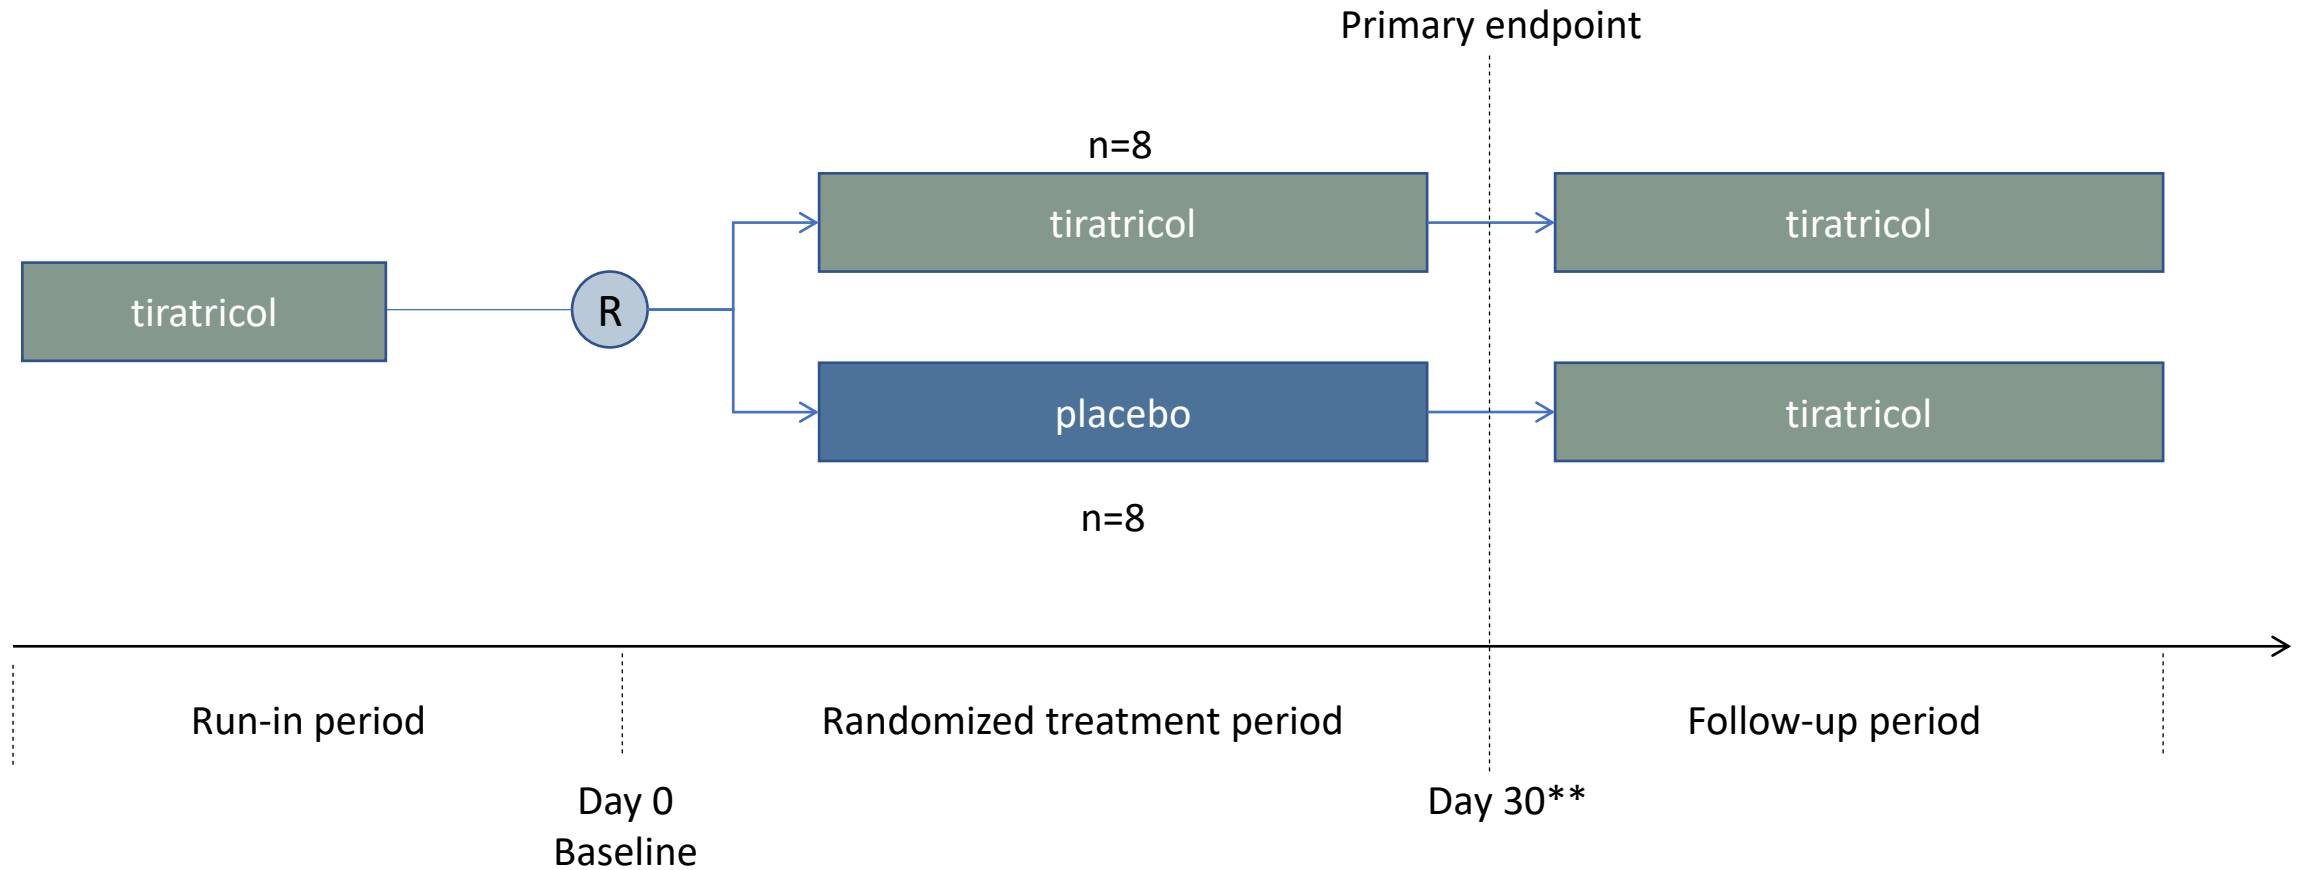 Primary endpoint
n=8
tiratricol
tiratricol
tiratricol
R
placebo
tiratricol
n=8
Run-in period
Randomized treatment period
Follow-up period
Day 0
Baseline
Day 30**